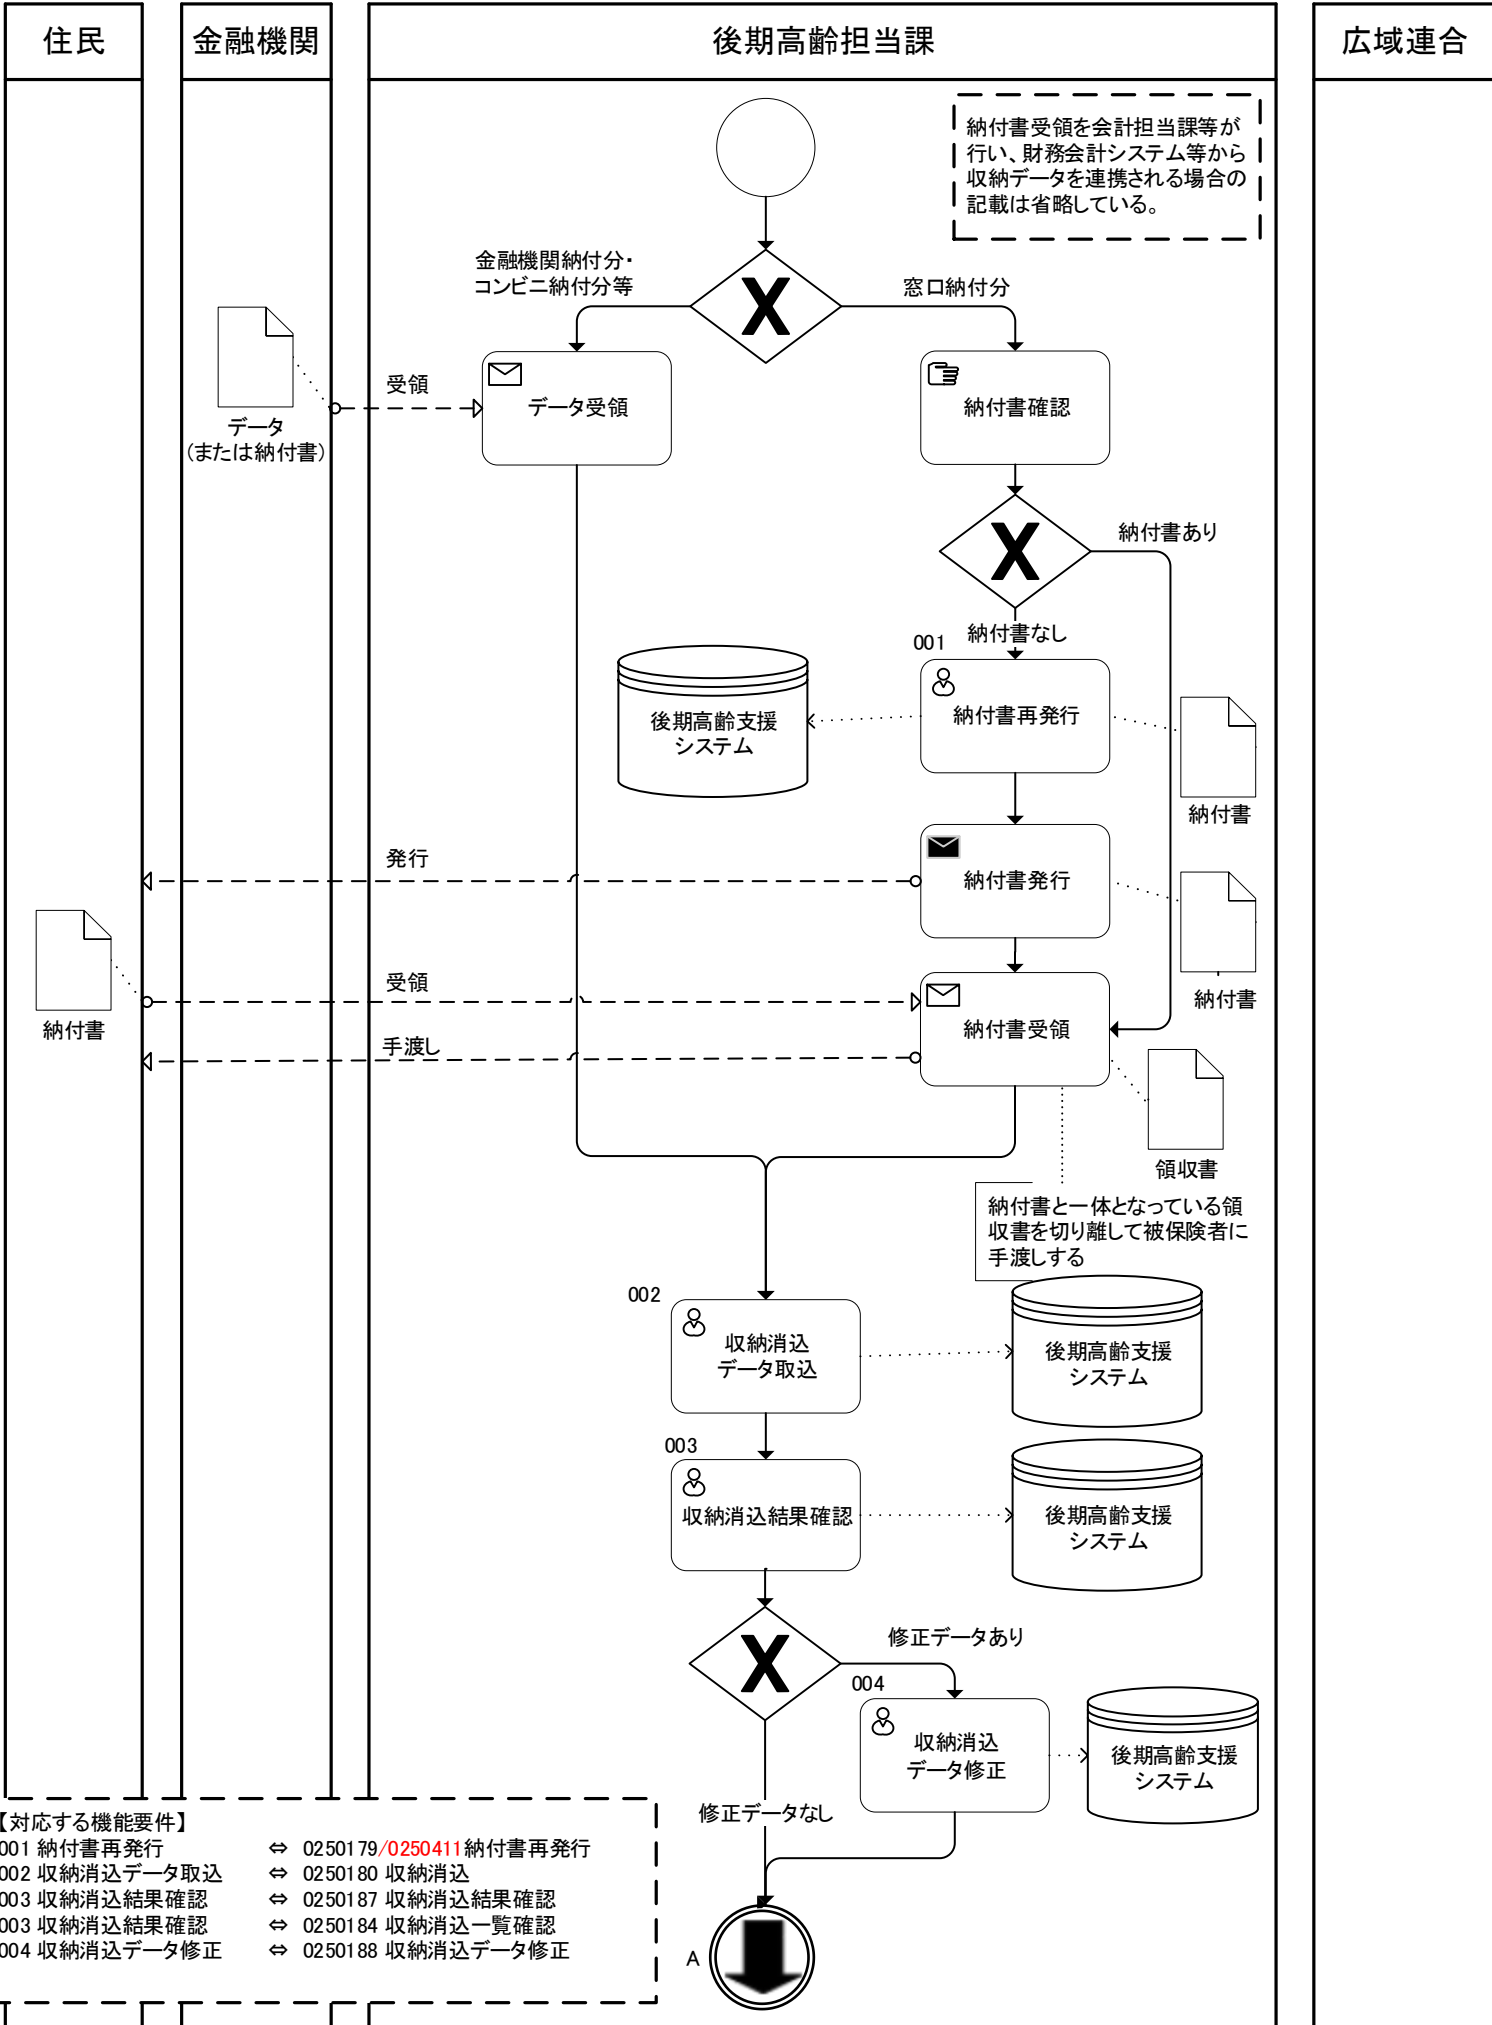 住民
金融機関
後期高齢担当課
広域連合
納付書受領を会計担当課等が
行い、財務会計システム等から
収納データを連携される場合の
記載は省略している。
金融機関納付分・
コンビニ納付分等
窓口納付分
X
データ
(または納付書)
受領
データ受領
納付書確認
X
納付書あり
納付書なし
001
納付書再発行
後期高齢支援
システム
納付書
発行
納付書発行
納付書
納付書
受領
納付書受領
手渡し
領収書
納付書と一体となっている領
収書を切り離して被保険者に
手渡しする
002
収納消込
データ取込
後期高齢支援
システム
003
収納消込結果確認
後期高齢支援
システム
X
修正データあり
004
収納消込
データ修正
後期高齢支援
システム
修正データなし
【対応する機能要件】
001 納付書再発行 ⇔ 0250179/0250411納付書再発行
002 収納消込データ取込 ⇔ 0250180 収納消込
003 収納消込結果確認 ⇔ 0250187 収納消込結果確認
003 収納消込結果確認 ⇔ 0250184 収納消込一覧確認
004 収納消込データ修正 ⇔ 0250188 収納消込データ修正
A